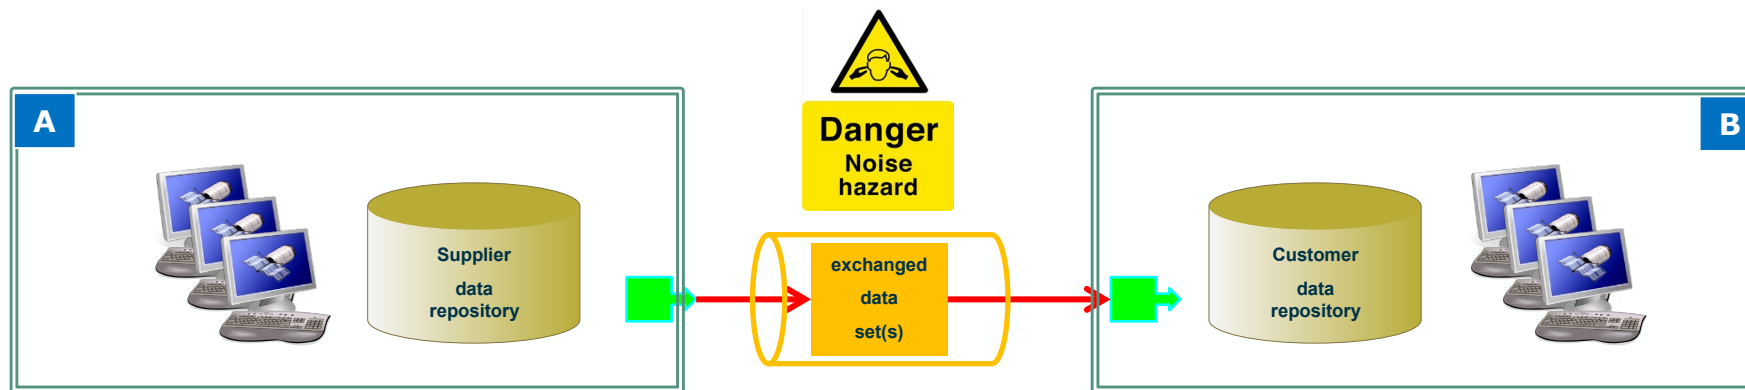 A
Supplier
data
repository
Danger
Noise
hazard
exchanged
data
set(s)
B
Customer
data
repository